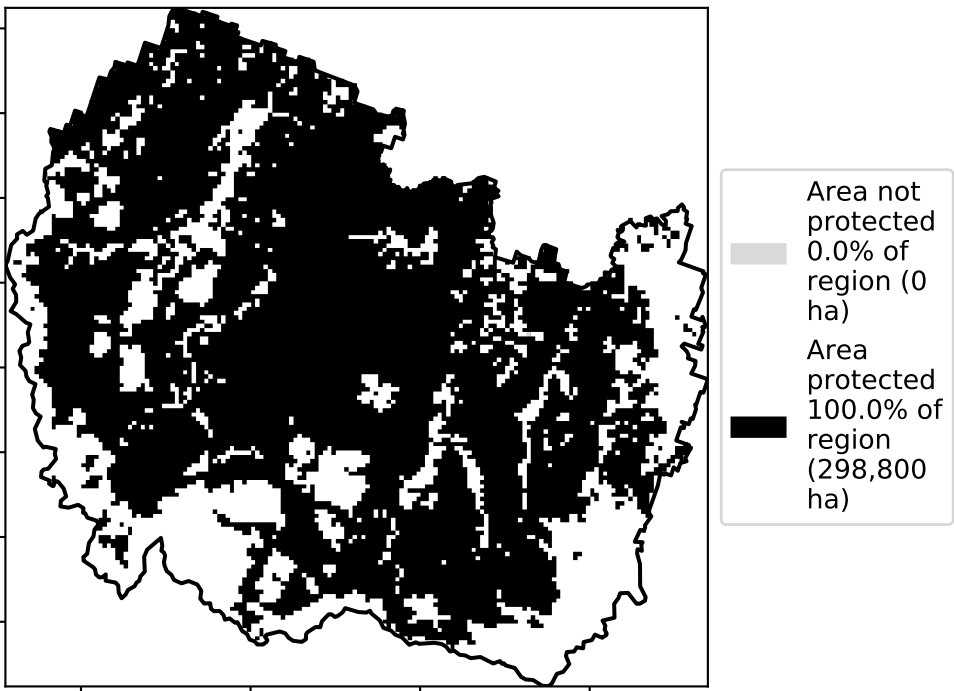 Area not
protected
0.0% of
region (0
ha)
Area
protected
100.0% of
region
(298,800
ha)